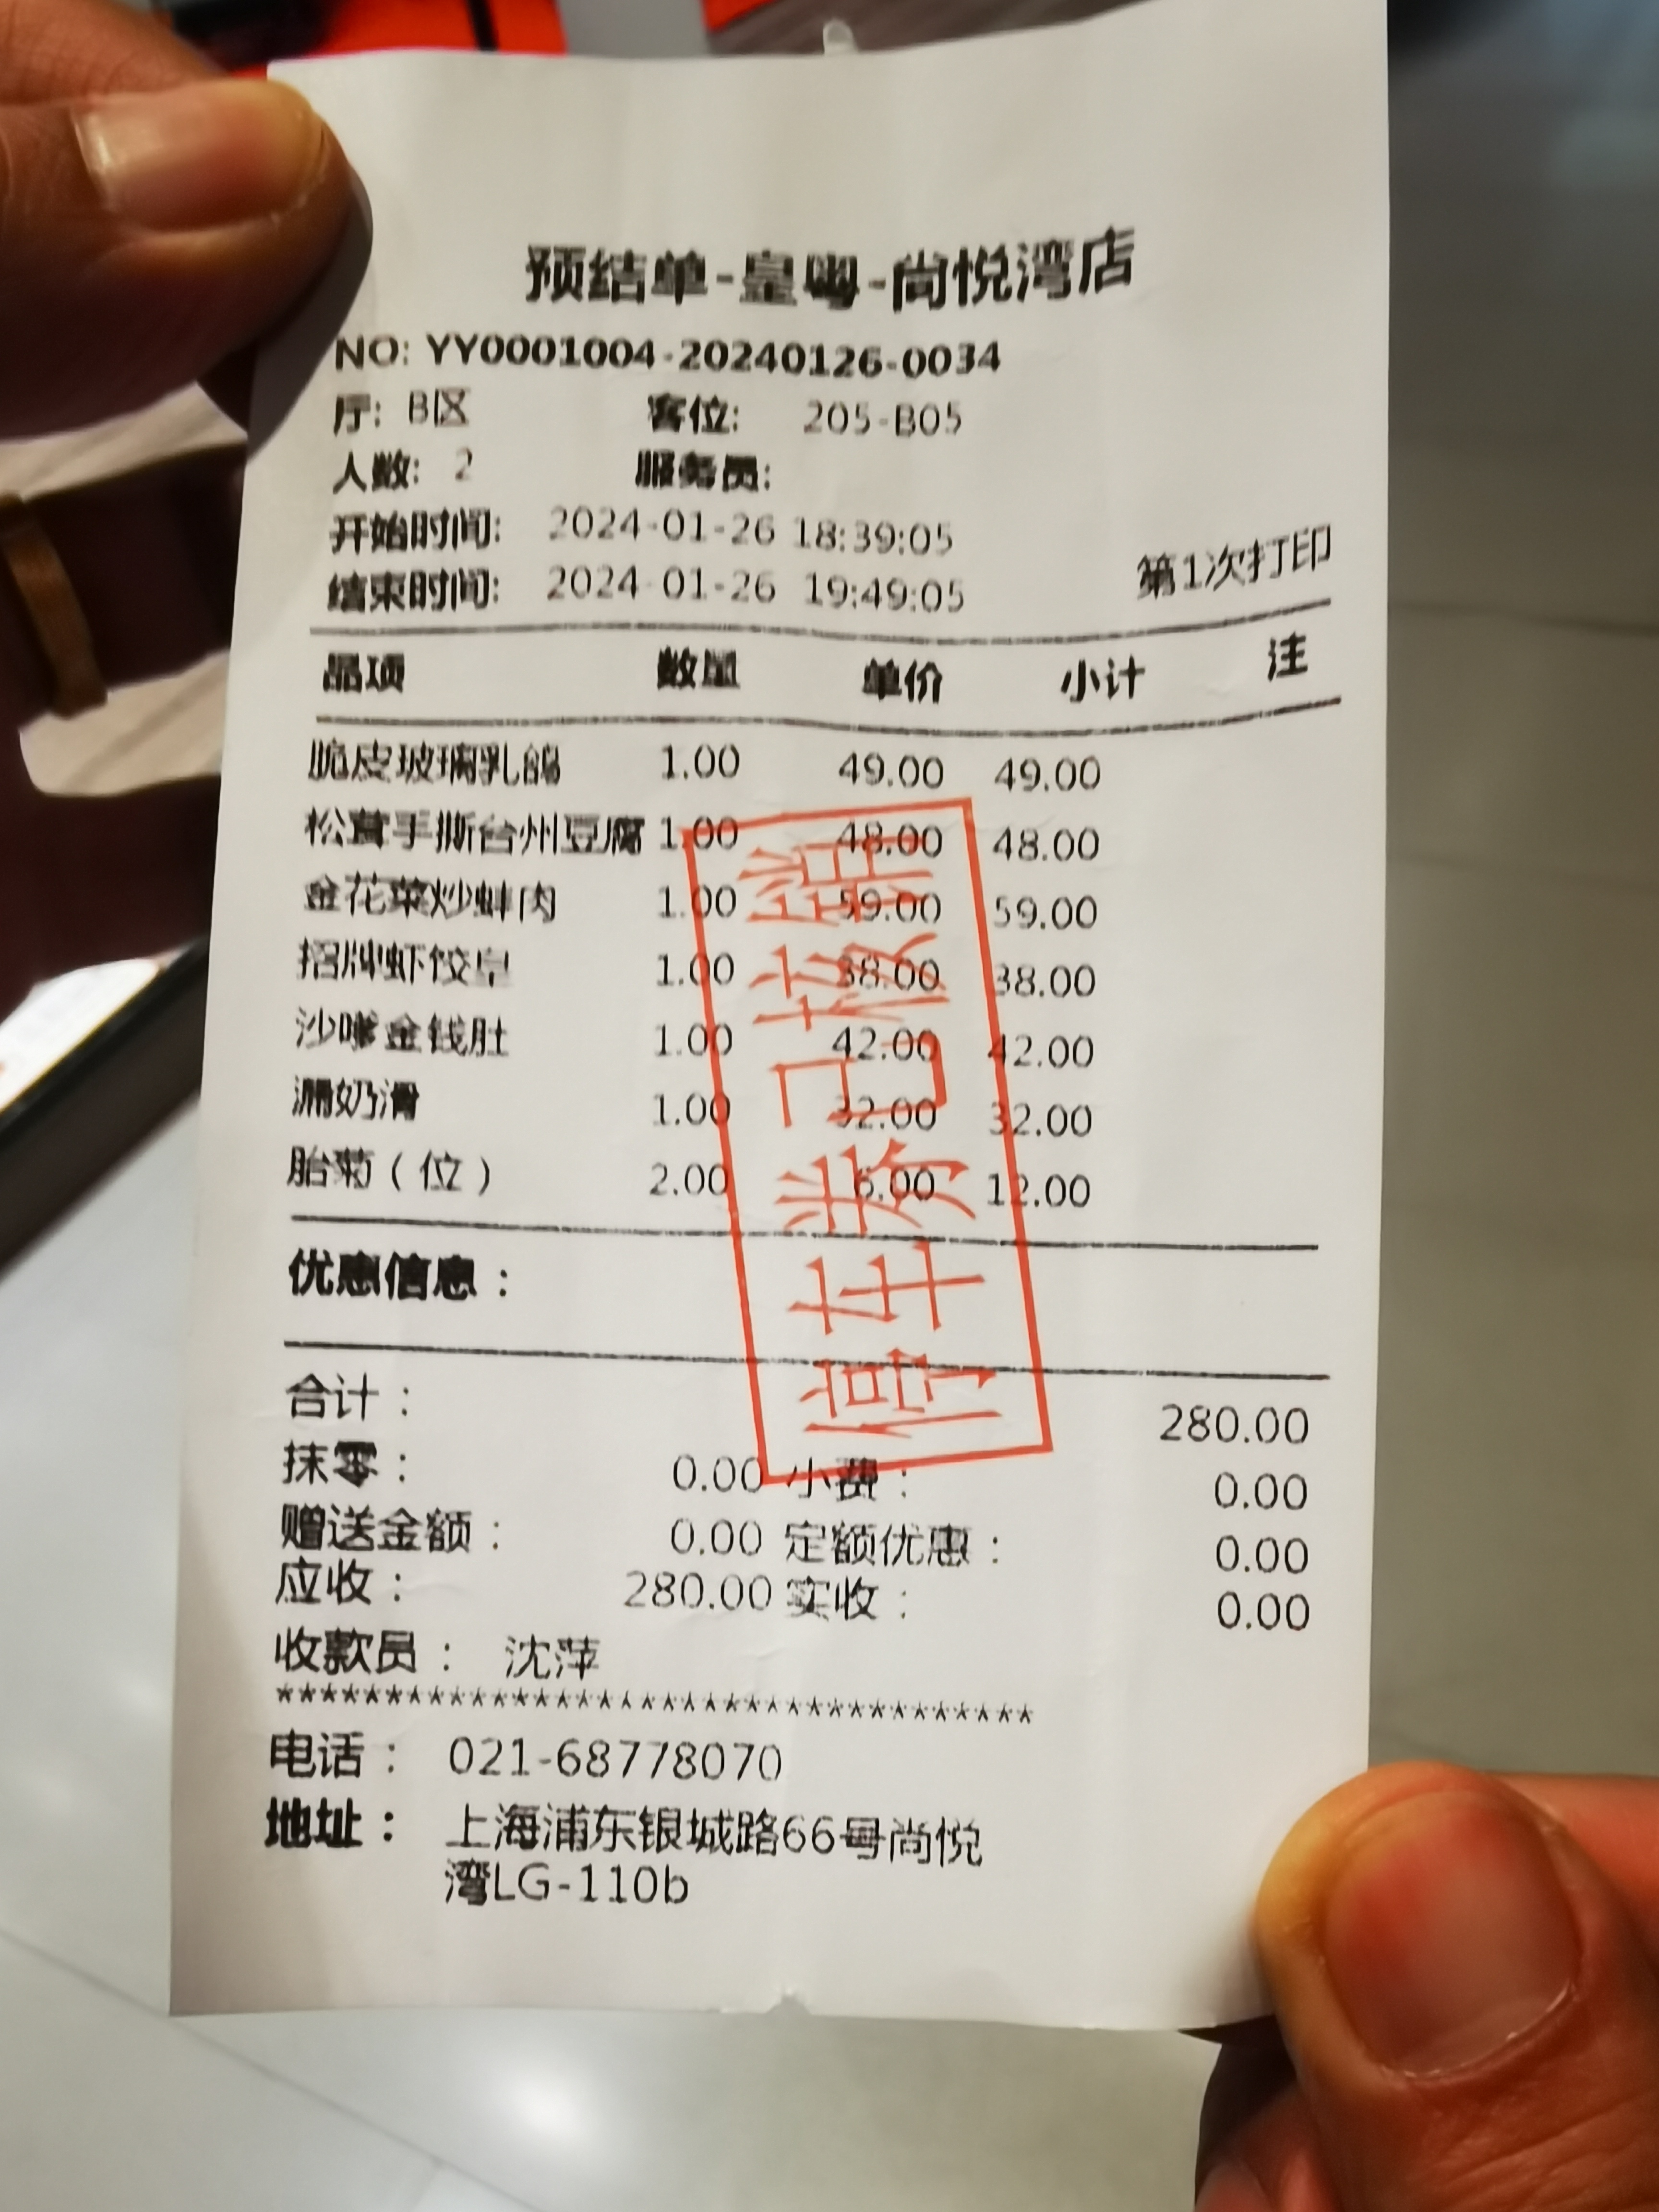 预结单-皇粤-尚悦湾店
NO: YY0001004-20240126-0034
厅: B区 客位: 205-B05
人数: 2 服务员:
开始时间: 2024-01-26 18:39:05
结束时间: 2024-01-26 19:49:05 第1次打印
品项 数量 单价 小计 注
脆皮玻璃乳鸽 1.00 49.00 49.00
松茸手撕台州豆腐 1.00 48.00 48.00
金花菜炒蚌肉 1.00 59.00 59.00
招牌虾饺皇 1.00 38.00 38.00
沙嗲金钱肚 1.00 42.00 42.00
漏奶滑 1.00 32.00 32.00
胎菊（位） 2.00 6.00 12.00
优惠信息：
合计： 280.00
抹零： 0.00 小费： 0.00
赠送金额： 0.00 定额优惠： 0.00
应收： 280.00 实收： 0.00
收款员： 沈萍
***********************************
电话： 021-68778070
地址： 上海浦东银城路66号尚悦
湾LG-110b